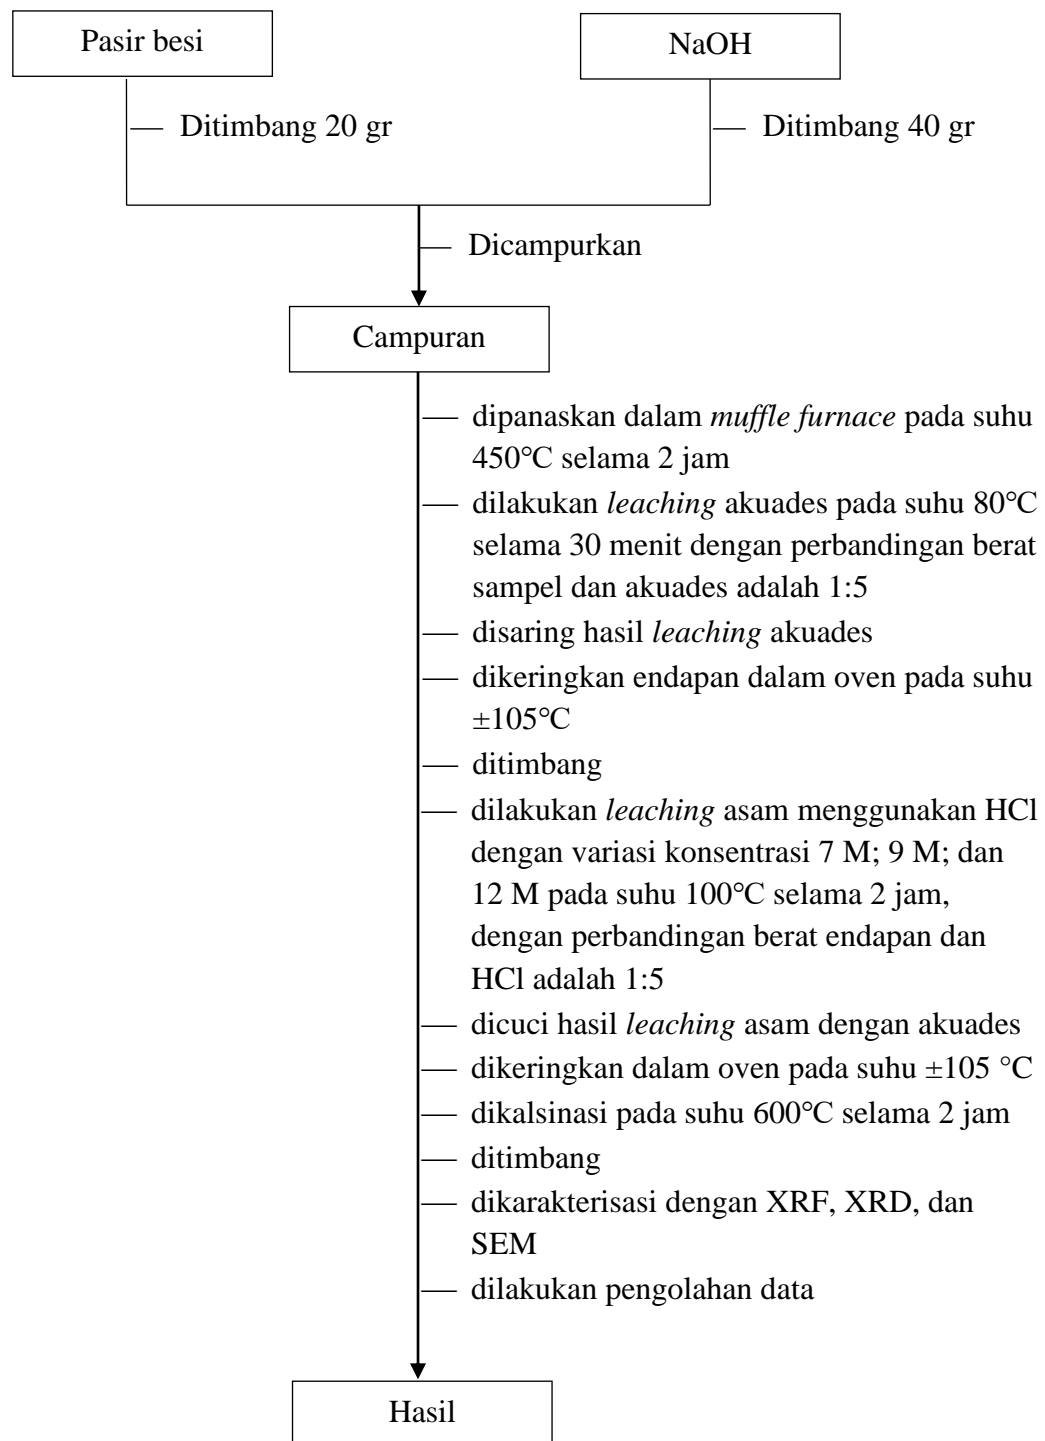 Pasir besi
NaOH
Ditimbang 20 gr
Ditimbang 40 gr
Dicampurkan
Campuran
dipanaskan dalam muffle furnace pada suhu
450°C selama 2 jam
dilakukan leaching akuades pada suhu 80°C
selama 30 menit dengan perbandingan berat
sampel dan akuades adalah 1:5
disaring hasil leaching akuades
dikeringkan endapan dalam oven pada suhu
±105°C
ditimbang
dilakukan leaching asam menggunakan HCl
dengan variasi konsentrasi 7 M; 9 M; dan
12 M pada suhu 100°C selama 2 jam,
dengan perbandingan berat endapan dan
HCl adalah 1:5
dicuci hasil leaching asam dengan akuades
dikeringkan dalam oven pada suhu ±105 °C
dikalsinasi pada suhu 600°C selama 2 jam
ditimbang
dikarakterisasi dengan XRF, XRD, dan
SEM
dilakukan pengolahan data
Hasil